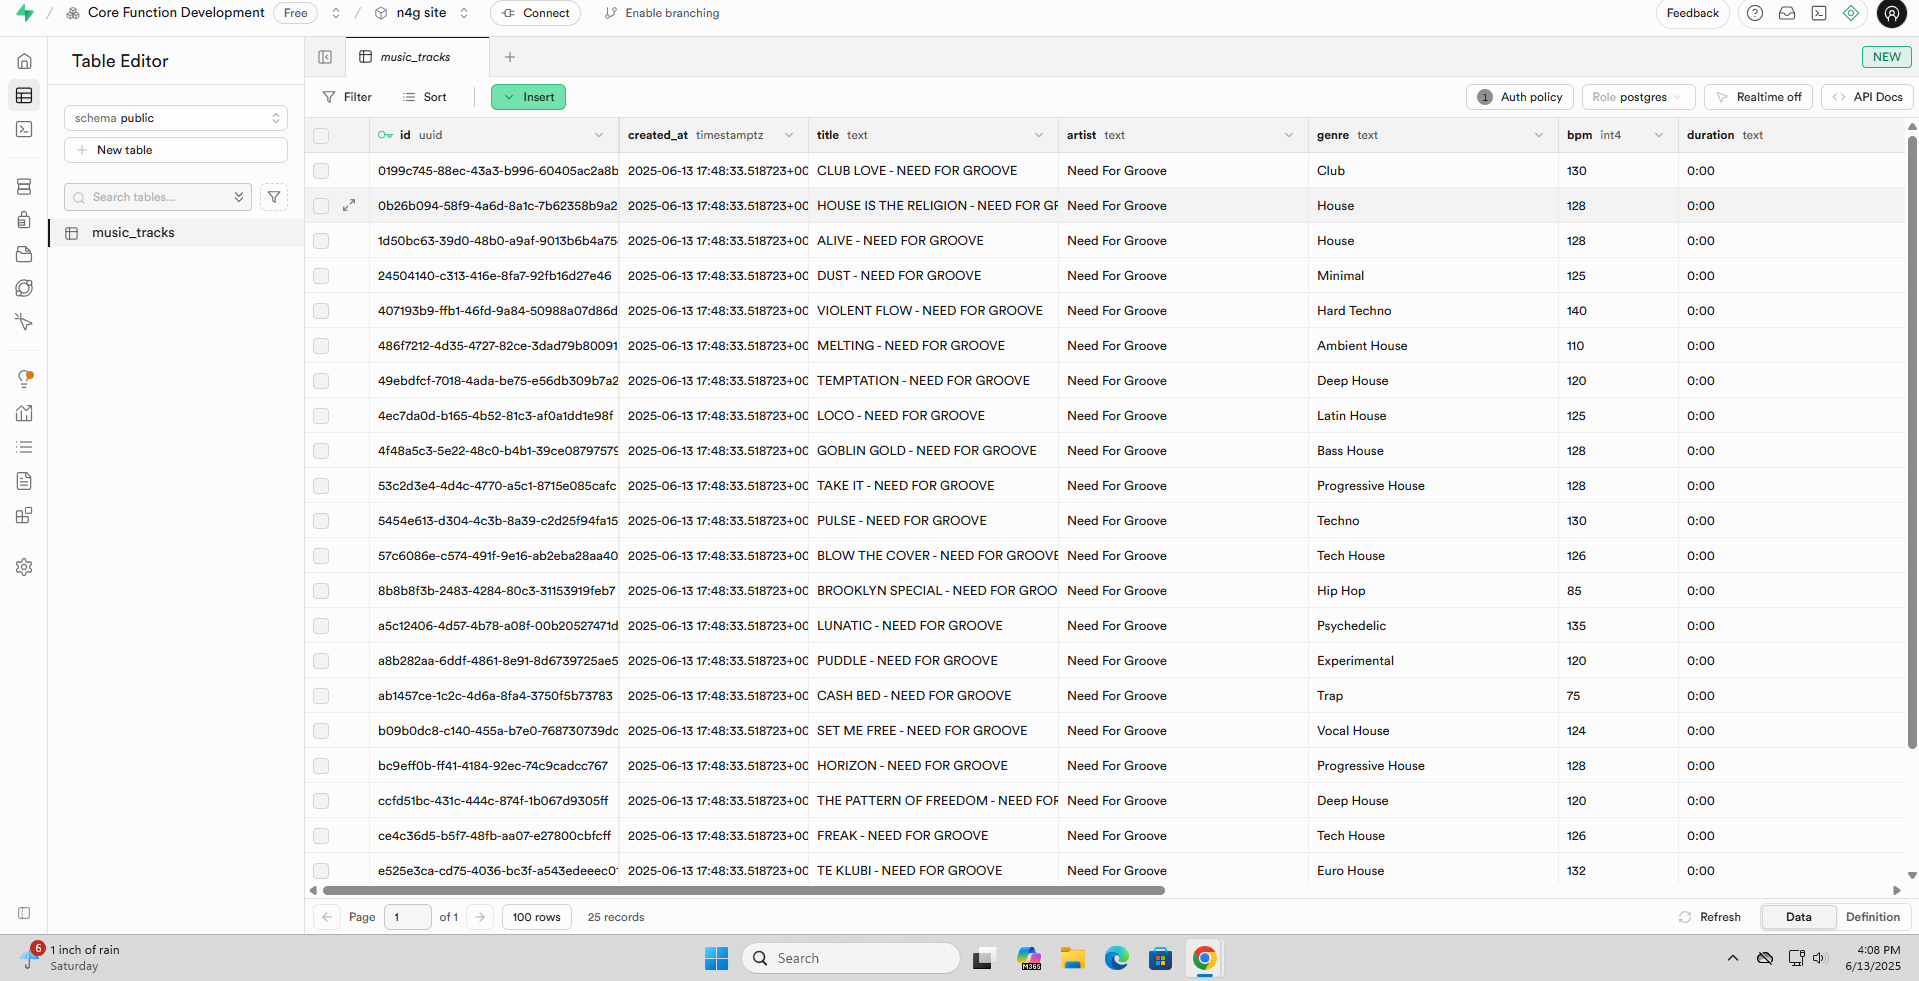 Core Function Development Free / n4g site Connect Enable branching Feedback
Table Editor
music_tracks
NEW
Filter Sort Insert 1 Auth policy Role postgres Realtime off API Docs
schema public
New table
Search tables...
music_tracks
id uuid created_at timestamptz title text artist text genre text bpm int4 duration text
0199c745-88ec-43a3-b996-60405ac2a8b 2025-06-13 17:48:33.518723+00 CLUB LOVE - NEED FOR GROOVE Need For Groove Club 130 0:00
0b26b094-58f9-4a6d-8a1c-7b62358b9a2 2025-06-13 17:48:33.518723+00 HOUSE IS THE RELIGION - NEED FOR GR Need For Groove House 128 0:00
1d50bc63-39d0-48b0-a9af-9013b6b4a75 2025-06-13 17:48:33.518723+00 ALIVE - NEED FOR GROOVE Need For Groove House 128 0:00
24504140-c313-416e-8fa7-92fb16d27e46 2025-06-13 17:48:33.518723+00 DUST - NEED FOR GROOVE Need For Groove Minimal 125 0:00
407193b9-ffb1-46fd-9a84-50988a07d86d 2025-06-13 17:48:33.518723+00 VIOLENT FLOW - NEED FOR GROOVE Need For Groove Hard Techno 140 0:00
486f7212-4d35-4727-82ce-3dad79b80091 2025-06-13 17:48:33.518723+00 MELTING - NEED FOR GROOVE Need For Groove Ambient House 110 0:00
49ebdfcf-7018-4ada-be75-e56db309b7a2 2025-06-13 17:48:33.518723+00 TEMPTATION - NEED FOR GROOVE Need For Groove Deep House 120 0:00
4ec7da0d-b165-4b52-81c3-af0a1dd1e98f 2025-06-13 17:48:33.518723+00 LOCO - NEED FOR GROOVE Need For Groove Latin House 125 0:00
4f48a5c3-5e22-48c0-b4b1-39ce08797579 2025-06-13 17:48:33.518723+00 GOBLIN GOLD - NEED FOR GROOVE Need For Groove Bass House 128 0:00
53c2d3e4-4d4c-4770-a5c1-8715e085cafc 2025-06-13 17:48:33.518723+00 TAKE IT - NEED FOR GROOVE Need For Groove Progressive House 128 0:00
5454e613-d304-4c3b-8a39-c2d25f94fa15 2025-06-13 17:48:33.518723+00 PULSE - NEED FOR GROOVE Need For Groove Techno 130 0:00
57c6086e-c574-491f-9e16-ab2eba28aa40 2025-06-13 17:48:33.518723+00 BLOW THE COVER - NEED FOR GROOVE Need For Groove Tech House 126 0:00
8b8b8f3b-2483-4284-80c3-31153919feb7 2025-06-13 17:48:33.518723+00 BROOKLYN SPECIAL - NEED FOR GROO Need For Groove Hip Hop 85 0:00
a5c12406-4d57-4b78-a08f-00b20527471d 2025-06-13 17:48:33.518723+00 LUNATIC - NEED FOR GROOVE Need For Groove Psychedelic 135 0:00
a8b282aa-6ddf-4861-8e91-8d6739725ae5 2025-06-13 17:48:33.518723+00 PUDDLE - NEED FOR GROOVE Need For Groove Experimental 120 0:00
ab1457ce-1c2c-4d6a-8fa4-3750f5b73783 2025-06-13 17:48:33.518723+00 CASH BED - NEED FOR GROOVE Need For Groove Trap 75 0:00
b09b0dc8-c140-455a-b7e0-768730739dc 2025-06-13 17:48:33.518723+00 SET ME FREE - NEED FOR GROOVE Need For Groove Vocal House 124 0:00
bc9eff0b-ff41-4184-92ec-74c9cadcc767 2025-06-13 17:48:33.518723+00 HORIZON - NEED FOR GROOVE Need For Groove Progressive House 128 0:00
ccfd51bc-431c-444c-874f-1b067d9305ff 2025-06-13 17:48:33.518723+00 THE PATTERN OF FREEDOM - NEED FOR Need For Groove Deep House 120 0:00
ce4c36d5-b5f7-48fb-aa07-e27800cbfcff 2025-06-13 17:48:33.518723+00 FREAK - NEED FOR GROOVE Need For Groove Tech House 126 0:00
e525e3ca-cd75-4036-bc3f-a543edeeec0 2025-06-13 17:48:33.518723+00 TE KLUBI - NEED FOR GROOVE Need For Groove Euro House 132 0:00
Page 1 of 1 100 rows 25 records Refresh Data Definition
6 1 inch of rain
Saturday
Search
M365
4:08 PM
6/13/2025